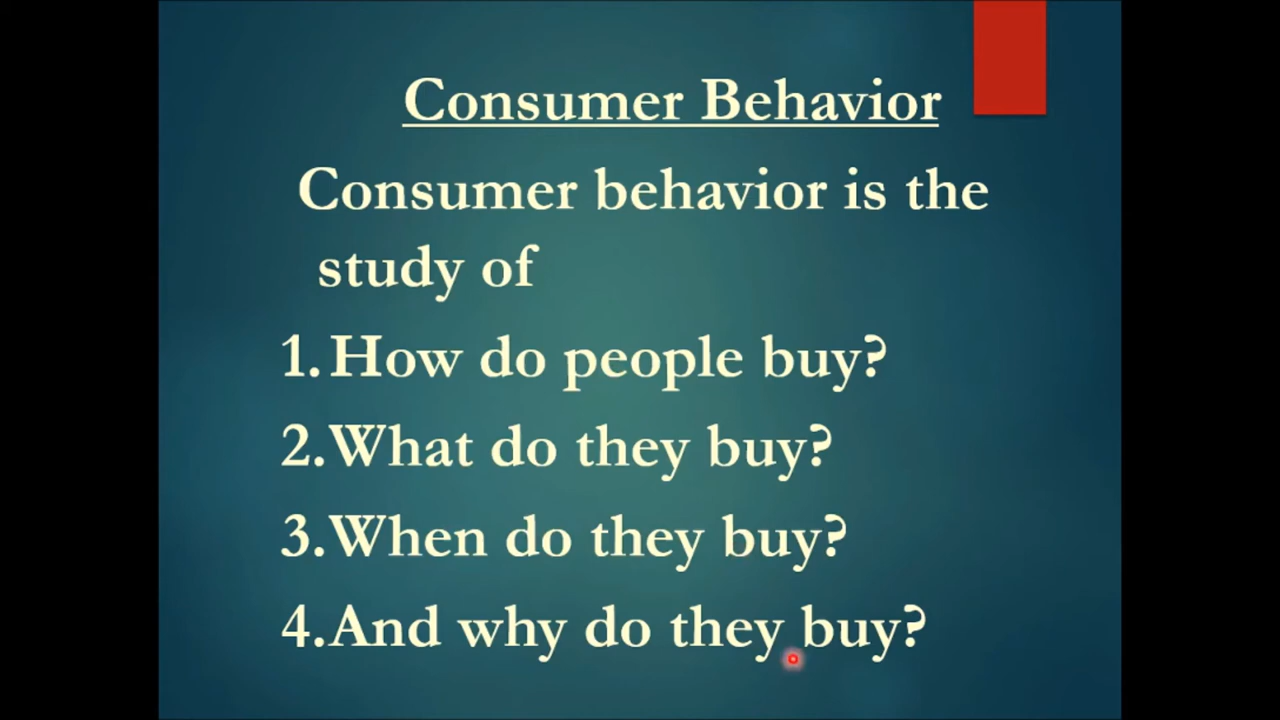 Consumer Behavior
Consumer behavior is the
study of
1. How do people buy?
2. What do they buy?
3. When do they buy?
4. And why do they buy?